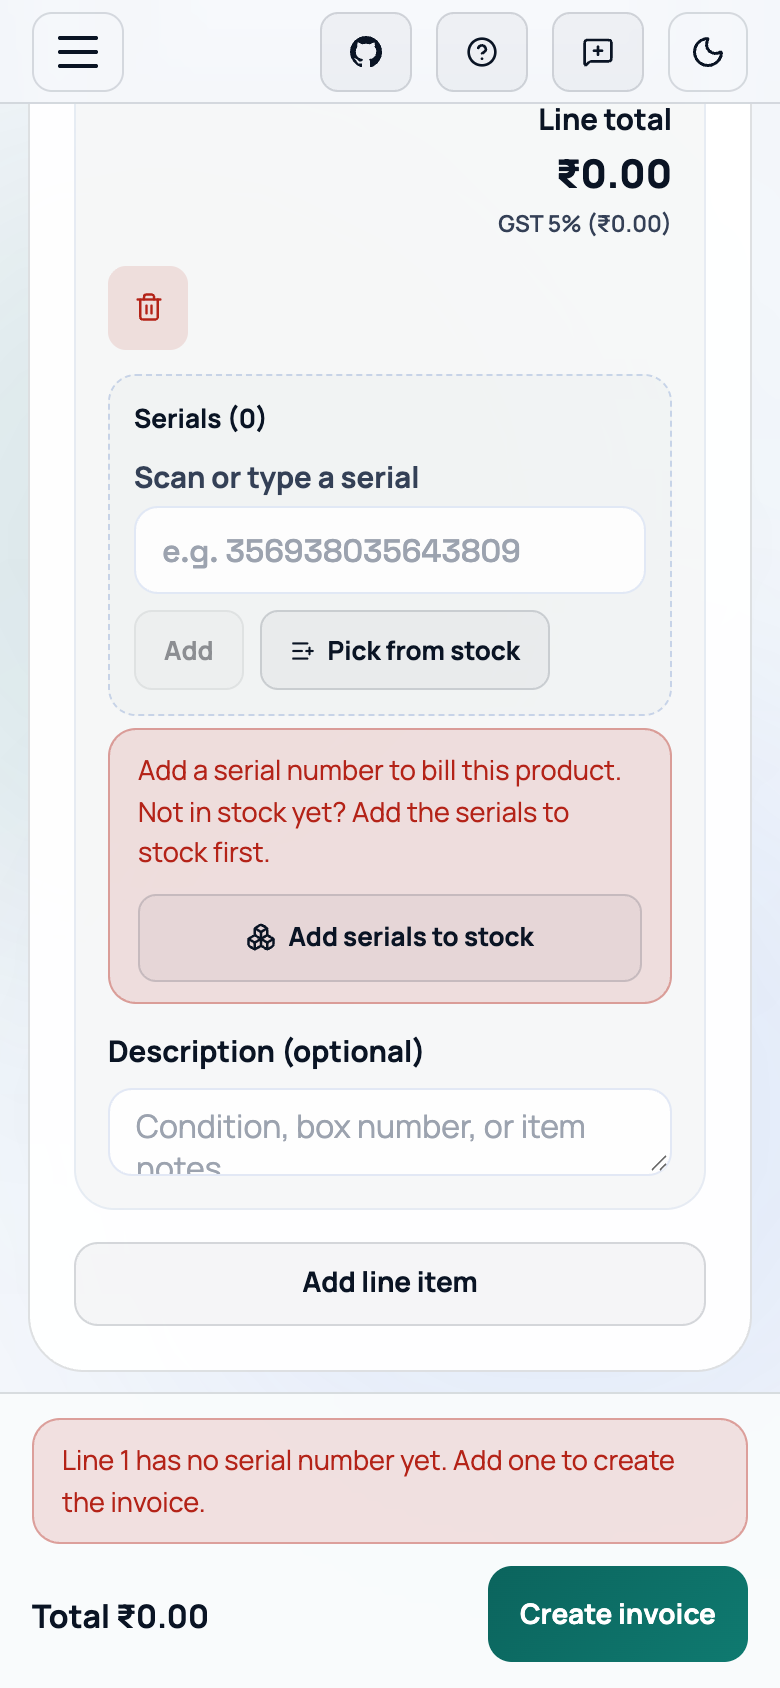 Line total
₹0.00
GST 5% (₹0.00)
Serials (0)
Scan or type a serial
e.g. 356938035643809
Add
Pick from stock
Add a serial number to bill this product.
Not in stock yet? Add the serials to
stock first.
Add serials to stock
Description (optional)
Condition, box number, or item
notes
Add line item
Line 1 has no serial number yet. Add one to create
the invoice.
Total ₹0.00
Create invoice